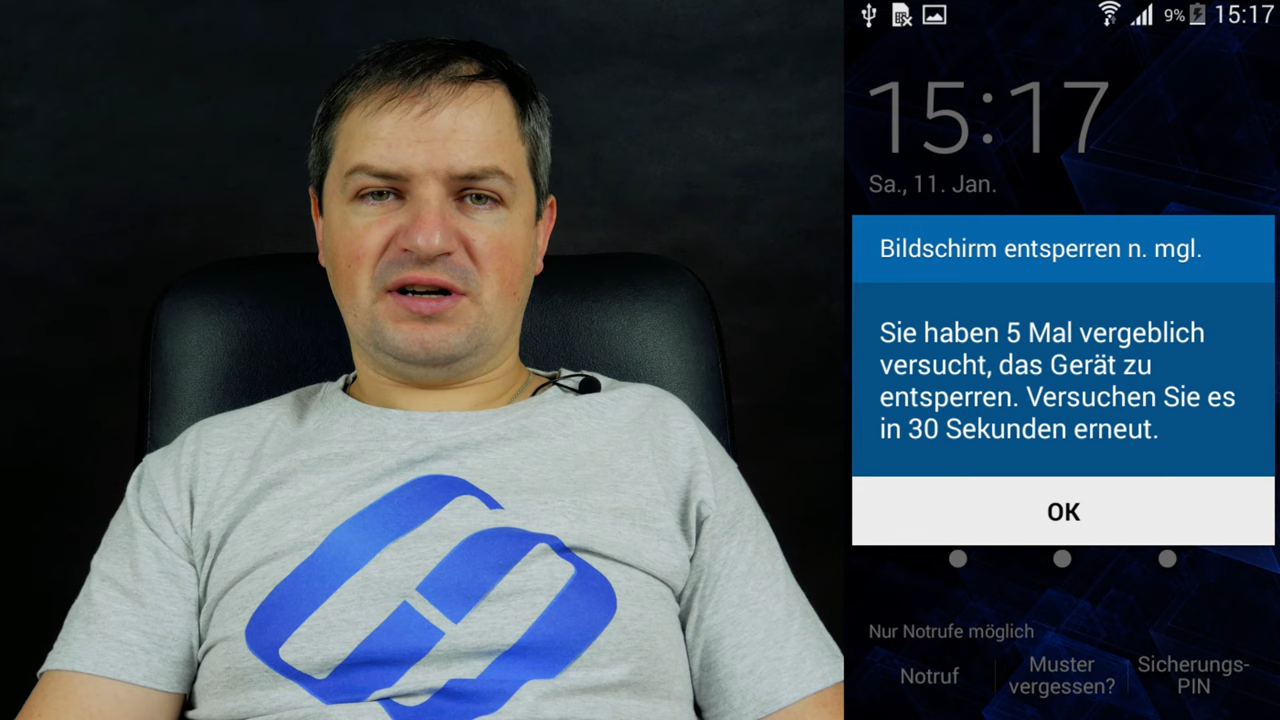 9% 15:17
15:17
Sa., 11. Jan.
Bildschirm entsperren n. mgl.
Sie haben 5 Mal vergeblich
versucht, das Gerät zu
entsperren. Versuchen Sie es
in 30 Sekunden erneut.
OK
Nur Notrufe möglich
Notruf
Muster
vergessen?
Sicherungs-
PIN